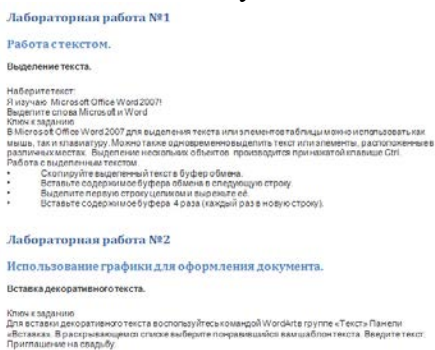 Лабораторная работа №1
Работа с текстом.
Выделение текста.
Наберите текст:
Я изучаю Microsoft Office Word 2007!
Выделите слова Microsoft и Word
Ключ к заданию
В Microsoft Office Word 2007 для выделения текста или элементов таблицы можно использовать как
мышь, так и клавиатуру. Можно также одновременно выделить текст или элементы, расположенные в
различных местах. Выделение нескольких объектов производится при нажатой клавише Ctrl.
Работа с выделенным текстом
• Скопируйте выделенный текст в буфер обмена.
• Вставьте содержимое буфера обмена в следующую строку
• Выделите первую строку целиком и вырежьте её.
• Вставьте содержимое буфера 4 раза (каждый раз в новую строку).
Лабораторная работа №2
Использование графики для оформления документа.
Вставка декоративного текста.
Ключ к заданию
Для вставки декоративного текста воспользуйтесь командой WordArt в группе «Текст» Панели
«Вставка». В раскрывающемся списке выберите понравившийся вам шаблон текста. Введите текст:
Приглашение на свадьбу.